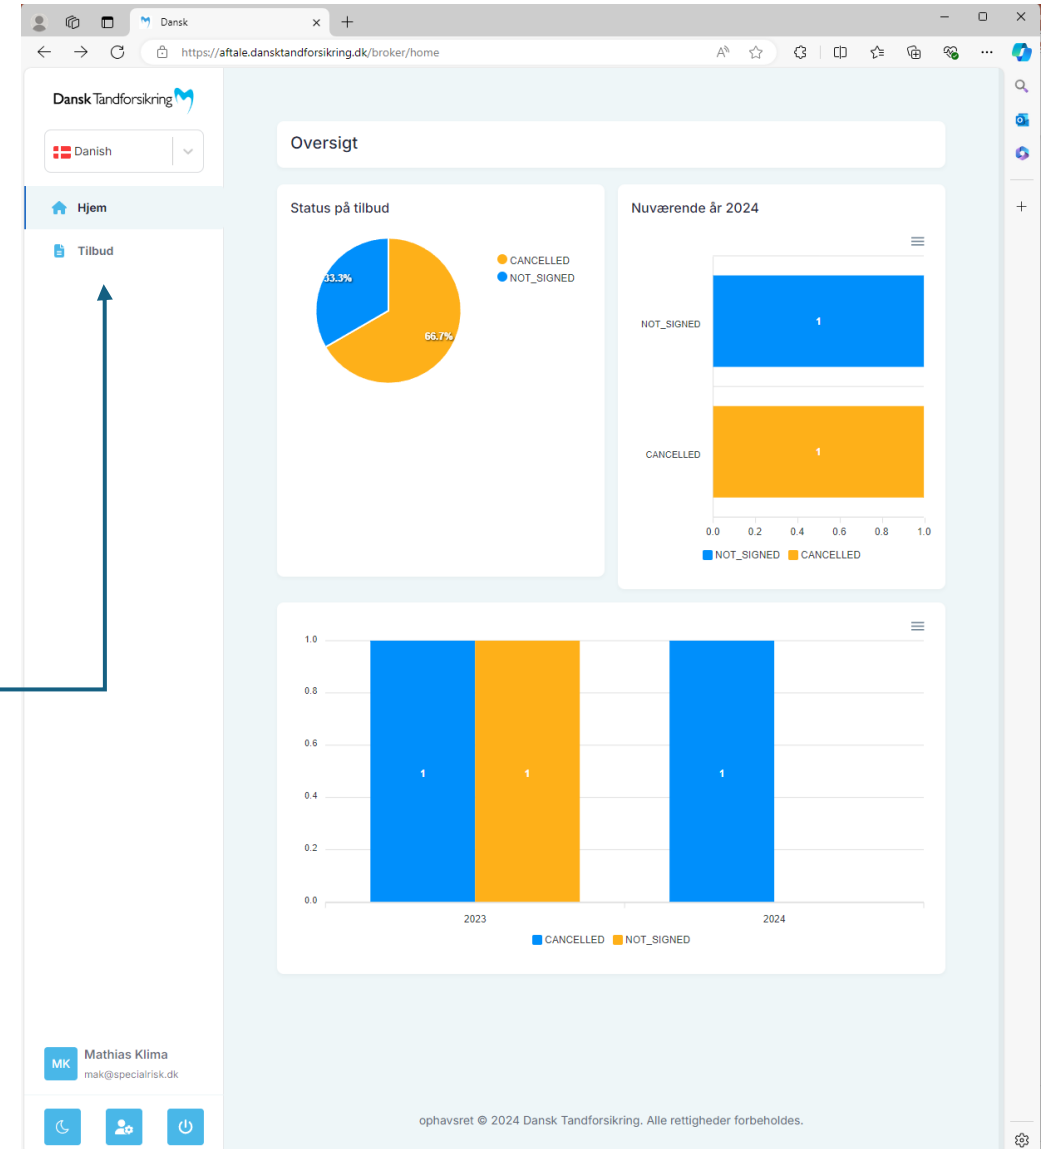 Dansk
https://aftale.dansktandforsikring.dk/broker/home
Dansk Tandforsikring
Danish
Hjem
Tilbud
Oversigt
Status på tilbud
33.3%
66.7%
CANCELLED
NOT_SIGNED
Nuværende år 2024
NOT_SIGNED
1
CANCELLED
1
0.0 0.2 0.4 0.6 0.8 1.0
NOT_SIGNED CANCELLED
1.0
0.8
0.6
0.4
0.2
0.0
1 1 1
2023 2024
CANCELLED NOT_SIGNED
MK
Mathias Klima
mak@specialrisk.dk
ophavsret © 2024 Dansk Tandforsikring. Alle rettigheder forbeholdes.